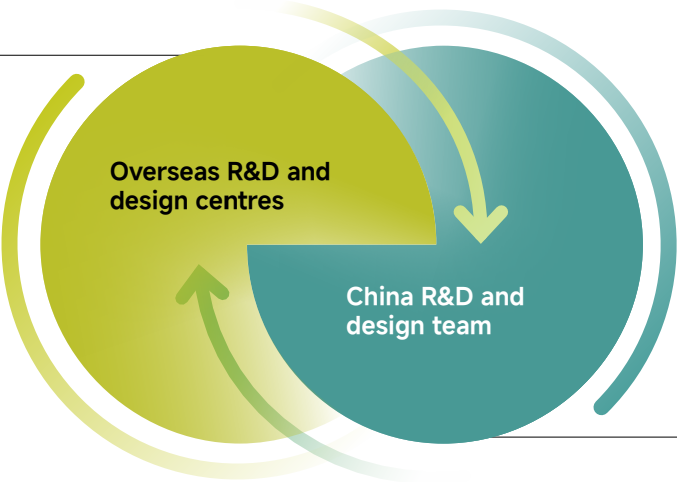 Overseas R&D and
design centres
China R&D and
design team